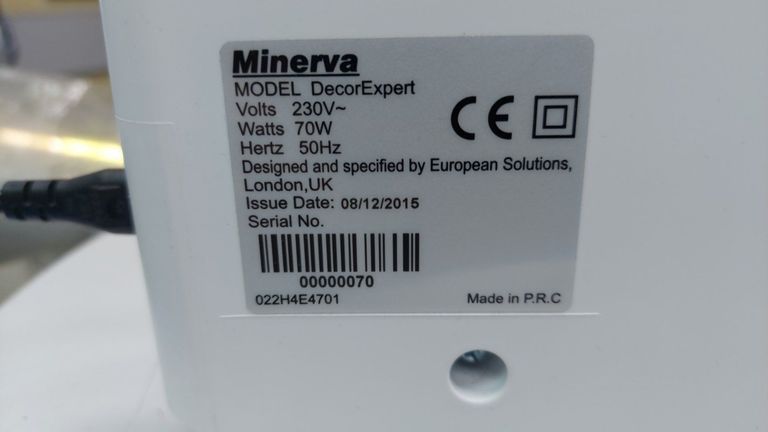 Minerva
MODEL DecorExpert
Volts 230V~
Watts 70W
Hertz 50Hz
CE
Designed and specified by European Solutions,
London,UK
Issue Date: 08/12/2015
Serial No.
00000070
022H4E4701 Made in P.R.C